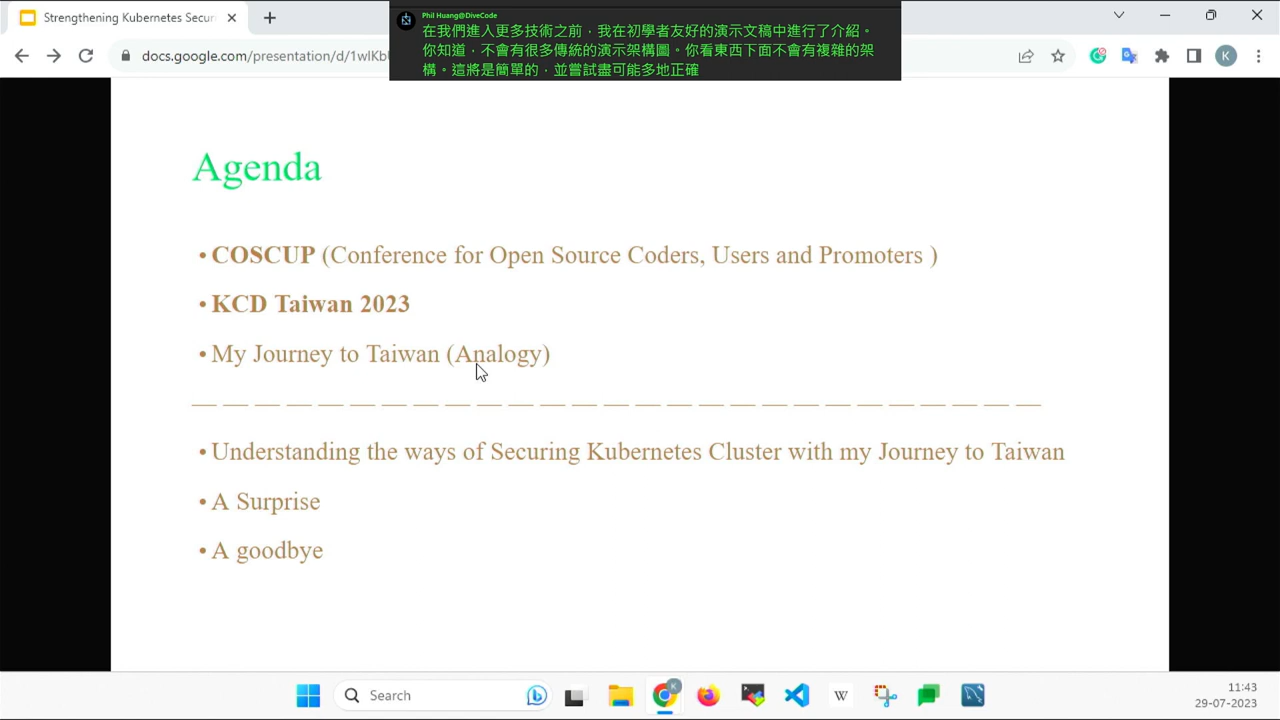 Strengthening Kubernetes Secur
Phil Huang@DiveCode
在我們進入更多技術之前，我在初學者友好的演示文稿中進行了介紹。
你知道，不會有很多傳統的演示架構圖。你看東西下面不會有複雜的架
構。這將是簡單的，並嘗試盡可能多地正確
docs.google.com/presentation/d/1wlKb
K
Agenda
• COSCUP (Conference for Open Source Coders, Users and Promoters )
• KCD Taiwan 2023
• My Journey to Taiwan (Analogy)
• Understanding the ways of Securing Kubernetes Cluster with my Journey to Taiwan
• A Surprise
• A goodbye
Search
K
W
11:43
29-07-2023